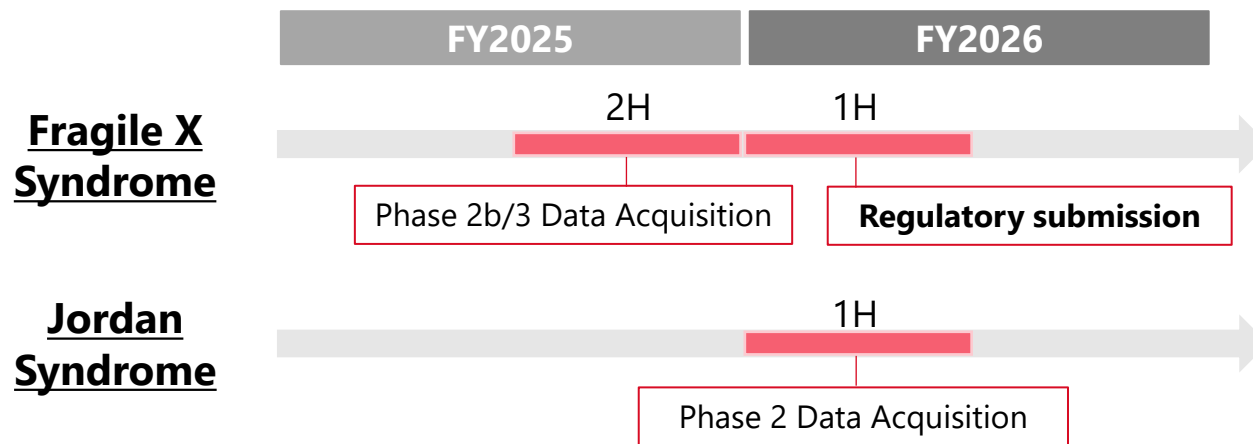 FY2025
FY2026
Fragile X
Syndrome
2H
1H
Phase 2b/3 Data Acquisition
Regulatory submission
Jordan
Syndrome
1H
Phase 2 Data Acquisition